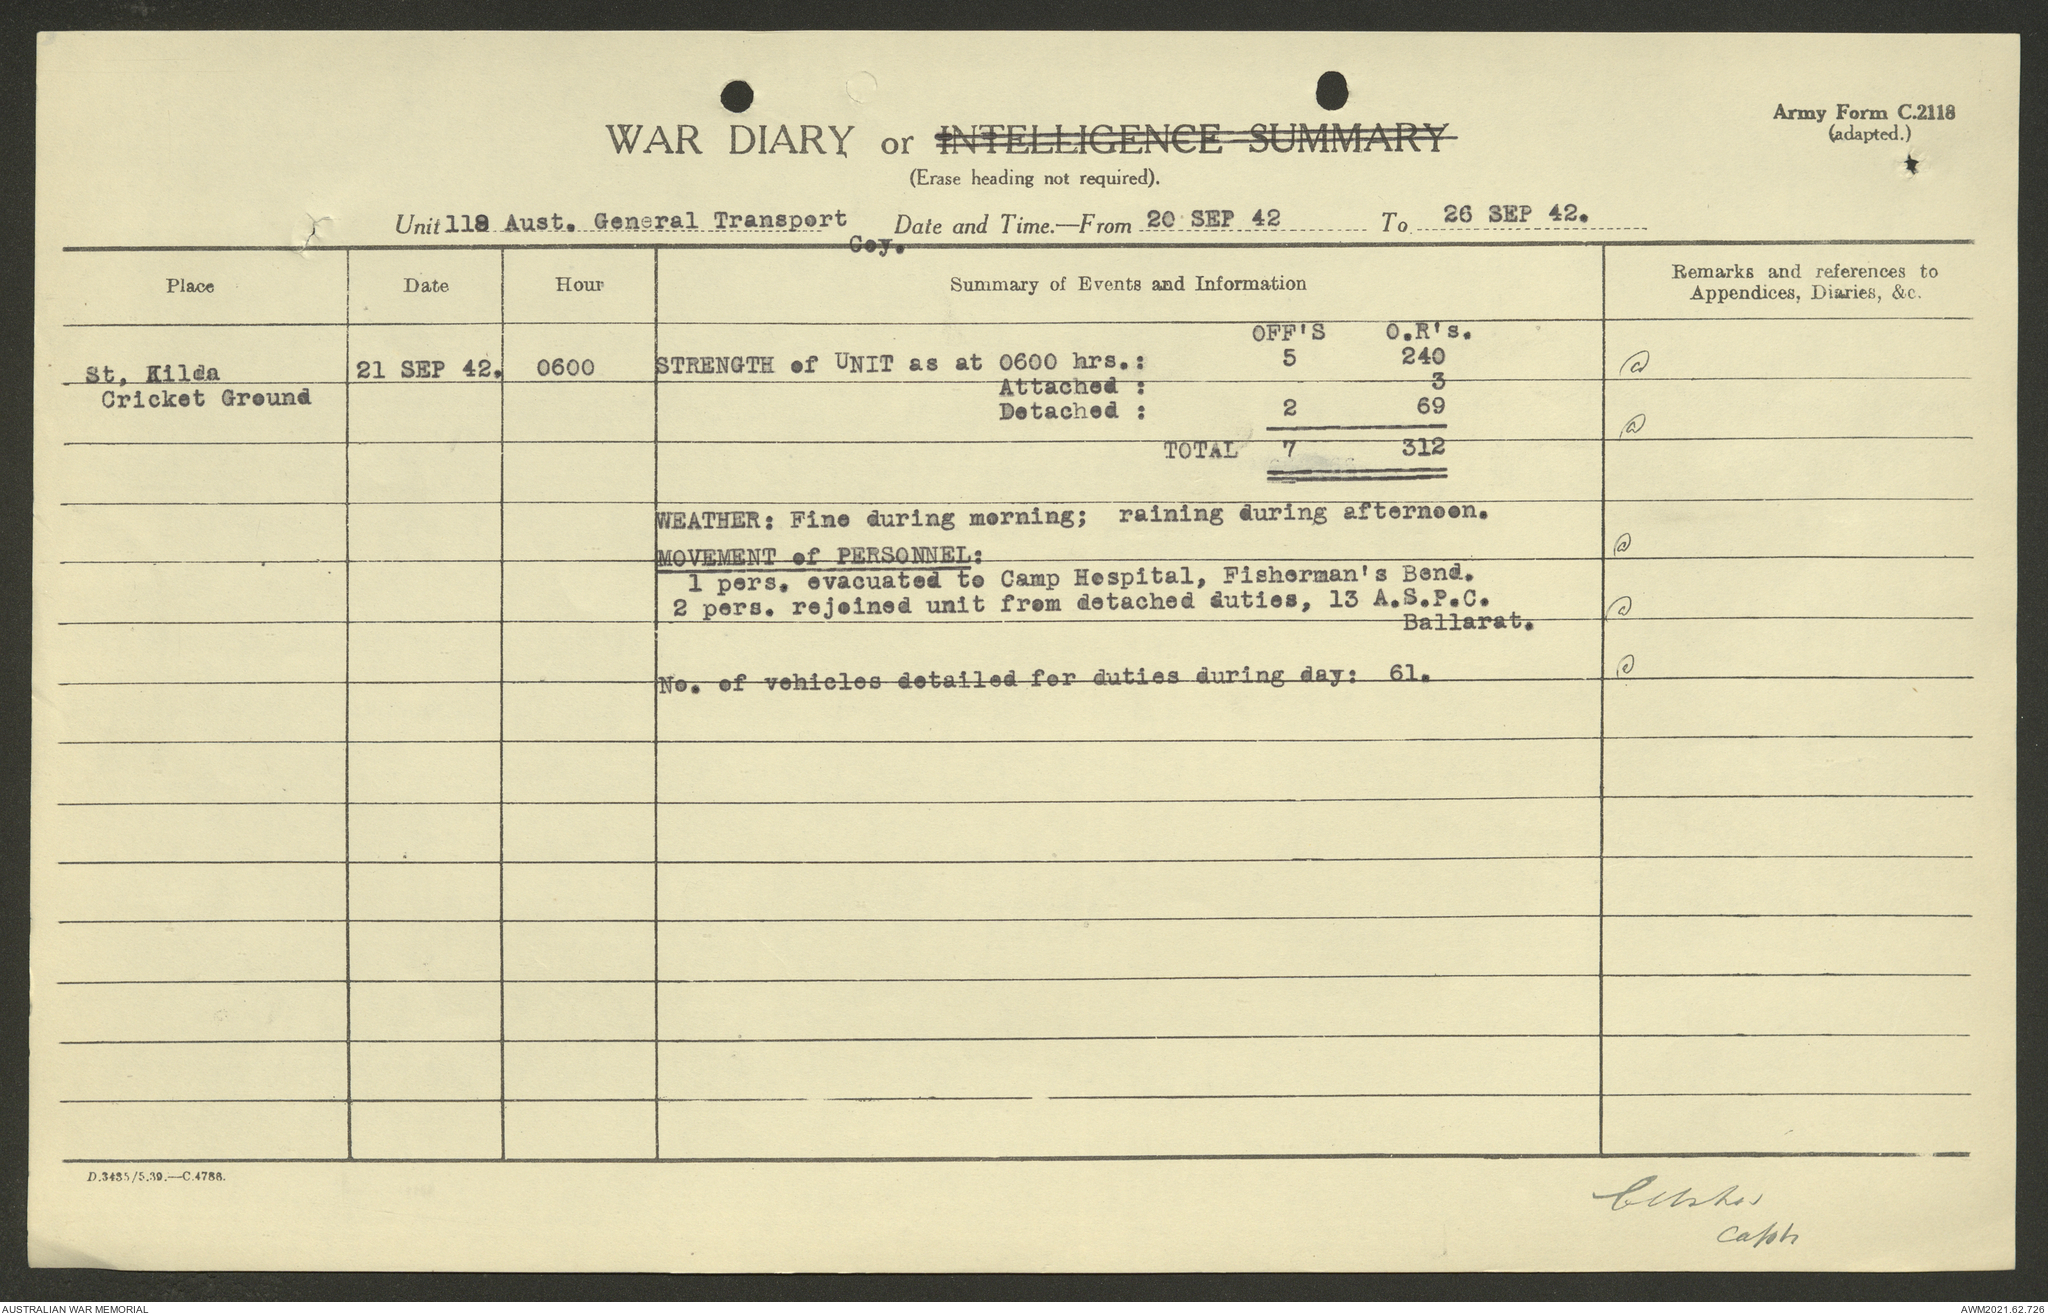 Army Form C.2118
(adapted.)
WAR DIARY or INTELLIGENCE SUMMARY
(Erase heading not required).
Unit 118 Aust. General Transport Coy. Date and Time.—From 20 SEP 42 To 26 SEP 42.
Place Date Hour Summary of Events and Information Remarks and references to Appendices, Diaries, &c.
OFF'S O.R's.
St, Kilda 21 SEP 42. 0600 STRENGTH of UNIT as at 0600 hrs.: 5 240
Cricket Ground Attached : 3
Detached : 2 69
TOTAL 7 312
WEATHER: Fine during morning; raining during afternoon.
MOVEMENT of PERSONNEL:
1 pers. evacuated to Camp Hospital, Fisherman's Bend.
2 pers. rejoined unit from detached duties, 13 A.S.P.C.
Ballarat.
No. of vehicles detailed for duties during day: 61.
D.3485/5.39.—C.4788.
Capt
AUSTRALIAN WAR MEMORIAL
AWM2021.62.726